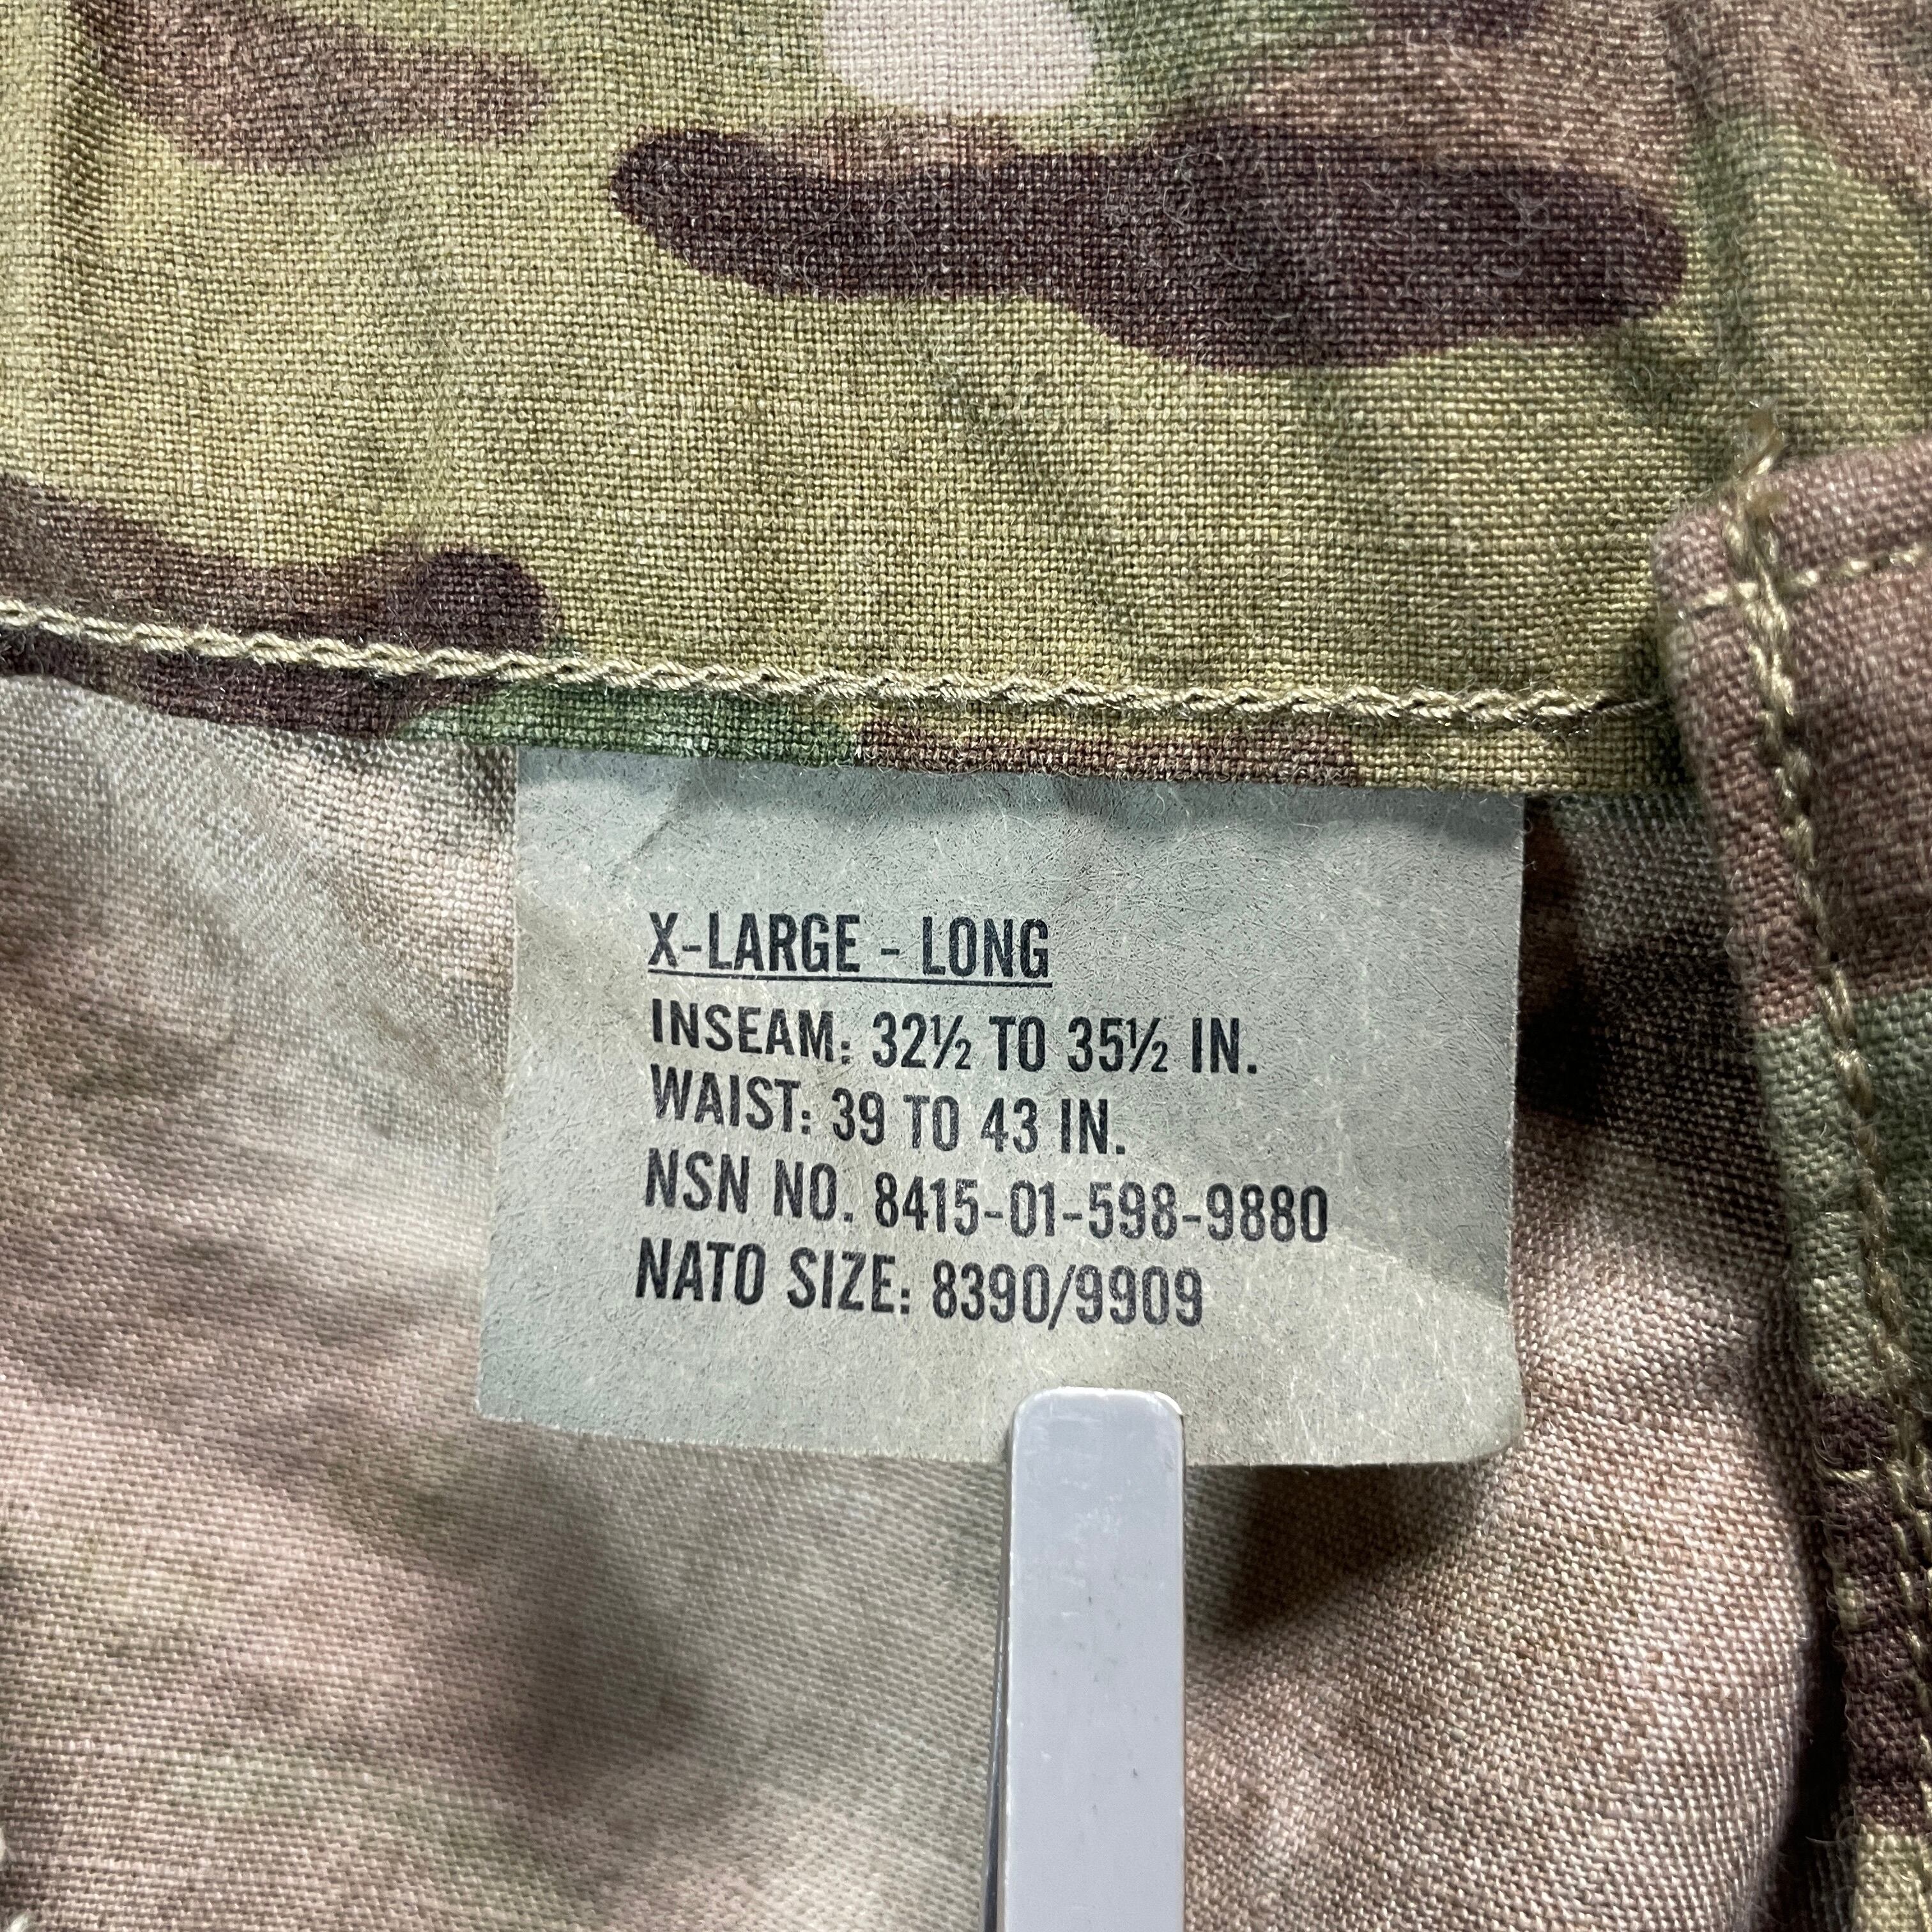 X-LARGE - LONG
INSEAM: 32½ TO 35½ IN.
WAIST: 39 TO 43 IN.
NSN NO. 8415-01-598-9880
NATO SIZE: 8390/9909